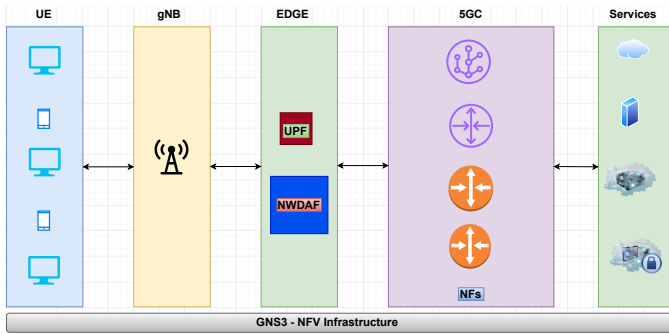 UE
gNB
EDGE
5GC
Services
UPF
NWDAF
NFs
GNS3 - NFV Infrastructure